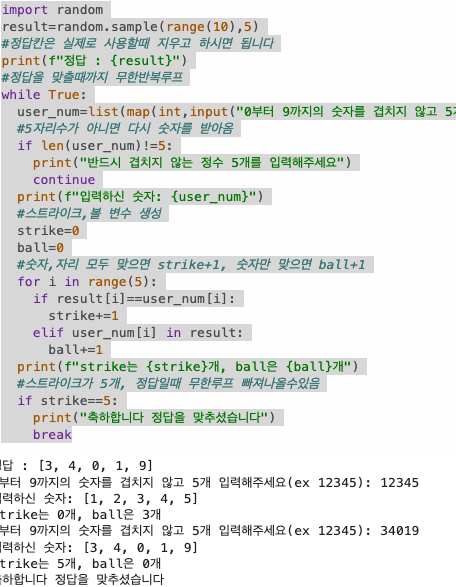 import random
result=random.sample(range(10),5)
#정답칸은 실제로 사용할때 지우고 하시면 됩니다
print(f"정답 : {result}")
#정답을 맞출때까지 무한반복루프
while True:
user_num=list(map(int,input("0부터 9까지의 숫자를 겹치지 않고 5
#5자리수가 아니면 다시 숫자를 받아옴
if len(user_num)!=5:
print("반드시 겹치지 않는 정수 5개를 입력해주세요")
continue
print(f"입력하신 숫자: {user_num}")
#스트라이크,볼 변수 생성
strike=0
ball=0
#숫자,자리 모두 맞으면 strike+1, 숫자만 맞으면 ball+1
for i in range(5):
if result[i]==user_num[i]:
strike+=1
elif user_num[i] in result:
ball+=1
print(f"strike는 {strike}개, ball은 {ball}개")
#스트라이크가 5개, 정답일때 무한루프 빠져나올수있음
if strike==5:
print("축하합니다 정답을 맞추셨습니다")
break
답 : [3, 4, 0, 1, 9]
부터 9까지의 숫자를 겹치지 않고 5개 입력해주세요(ex 12345): 12345
력하신 숫자: [1, 2, 3, 4, 5]
trike는 0개, ball은 3개
부터 9까지의 숫자를 겹치지 않고 5개 입력해주세요(ex 12345): 34019
력하신 숫자: [3, 4, 0, 1, 9]
trike는 5개, ball은 0개
하합니다 정답을 맞추셨습니다